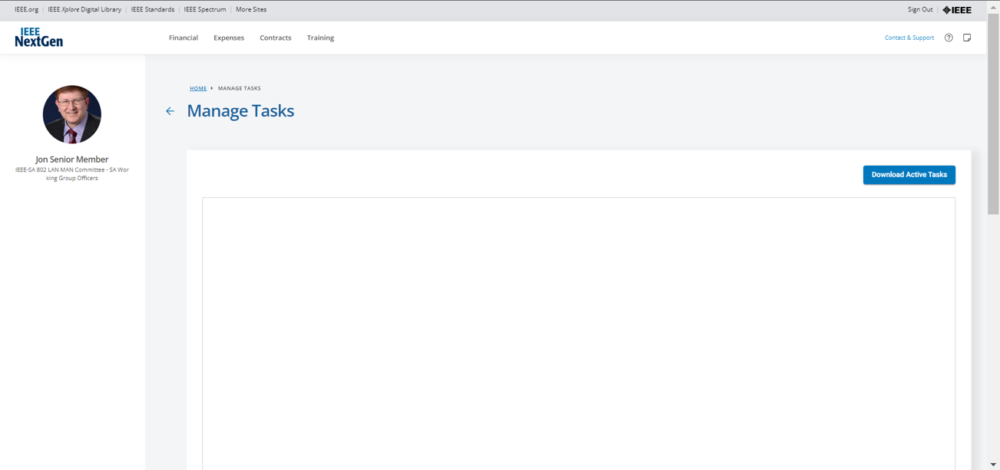 IEEE.org | IEEE Xplore Digital Library | IEEE Standards | IEEE Spectrum | More Sites
Sign Out | IEEE
IEEE
NextGen
Financial Expenses Contracts Training
Contact & Support
HOME MANAGE TASKS
Manage Tasks
Jon Senior Member
IEEE-SA 802 LAN MAN Committee - SA Wor
king Group Officers
Download Active Tasks